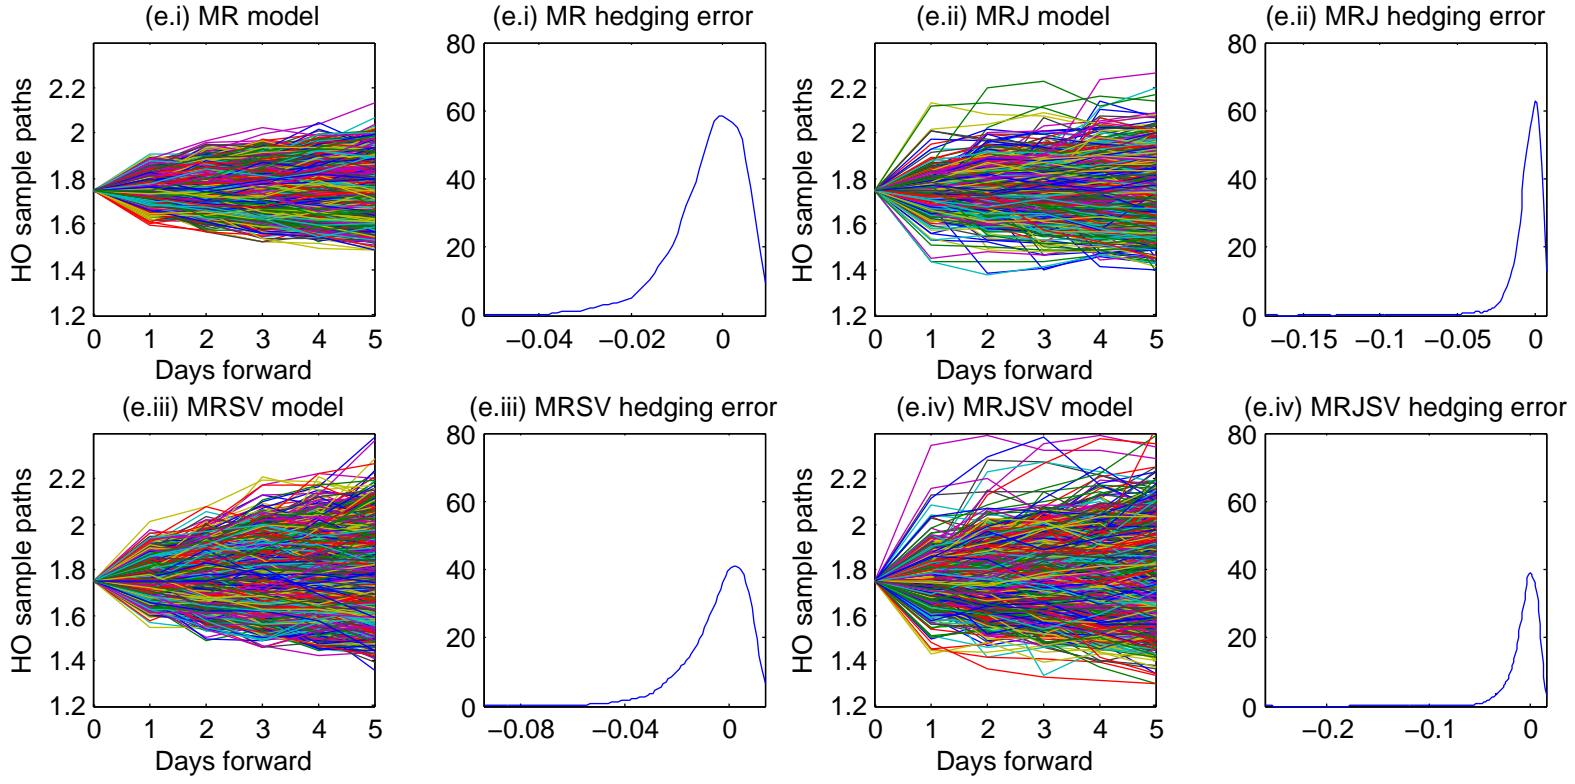 (e.i) MR model
HO sample paths
2.2
2
1.8
1.6
1.4
1.2
0 1 2 3 4 5
Days forward
(e.i) MR hedging error
80
60
40
20
0
−0.04 −0.02 0
(e.ii) MRJ model
HO sample paths
2.2
2
1.8
1.6
1.4
1.2
0 1 2 3 4 5
Days forward
(e.ii) MRJ hedging error
80
60
40
20
0
−0.15 −0.1 −0.05 0
(e.iii) MRSV model
HO sample paths
2.2
2
1.8
1.6
1.4
1.2
0 1 2 3 4 5
Days forward
(e.iii) MRSV hedging error
80
60
40
20
0
−0.08 −0.04 0
(e.iv) MRJSV model
HO sample paths
2.2
2
1.8
1.6
1.4
1.2
0 1 2 3 4 5
Days forward
(e.iv) MRJSV hedging error
80
60
40
20
0
−0.2 −0.1 0